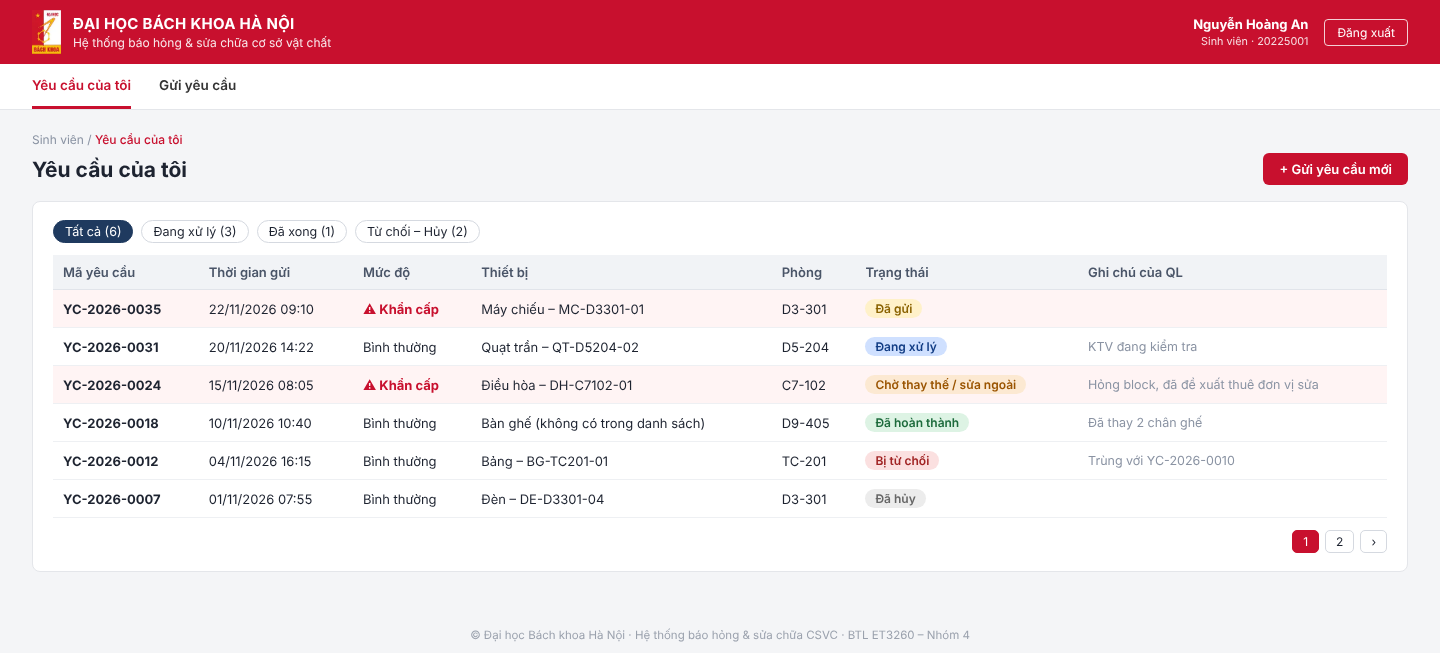 BÁCH KHOA
ĐẠI HỌC BÁCH KHOA HÀ NỘI
Hệ thống báo hỏng & sửa chữa cơ sở vật chất
Nguyễn Hoàng An
Sinh viên · 20225001
Đăng xuất
Yêu cầu của tôi
Gửi yêu cầu
Sinh viên / Yêu cầu của tôi
Yêu cầu của tôi
+ Gửi yêu cầu mới
Tất cả (6) Đang xử lý (3) Đã xong (1) Từ chối – Hủy (2)
Mã yêu cầu Thời gian gửi Mức độ Thiết bị Phòng Trạng thái Ghi chú của QL
YC-2026-0035 22/11/2026 09:10 ⚠ Khẩn cấp Máy chiếu – MC-D3301-01 D3-301 Đã gửi
YC-2026-0031 20/11/2026 14:22 Bình thường Quạt trần – QT-D5204-02 D5-204 Đang xử lý KTV đang kiểm tra
YC-2026-0024 15/11/2026 08:05 ⚠ Khẩn cấp Điều hòa – DH-C7102-01 C7-102 Chờ thay thế / sửa ngoài Hỏng block, đã đề xuất thuê đơn vị sửa
YC-2026-0018 10/11/2026 10:40 Bình thường Bàn ghế (không có trong danh sách) D9-405 Đã hoàn thành Đã thay 2 chân ghế
YC-2026-0012 04/11/2026 16:15 Bình thường Bảng – BG-TC201-01 TC-201 Bị từ chối Trùng với YC-2026-0010
YC-2026-0007 01/11/2026 07:55 Bình thường Đèn – DE-D3301-04 D3-301 Đã hủy
1 2 ›
© Đại học Bách khoa Hà Nội · Hệ thống báo hỏng & sửa chữa CSVC · BTL ET3260 – Nhóm 4